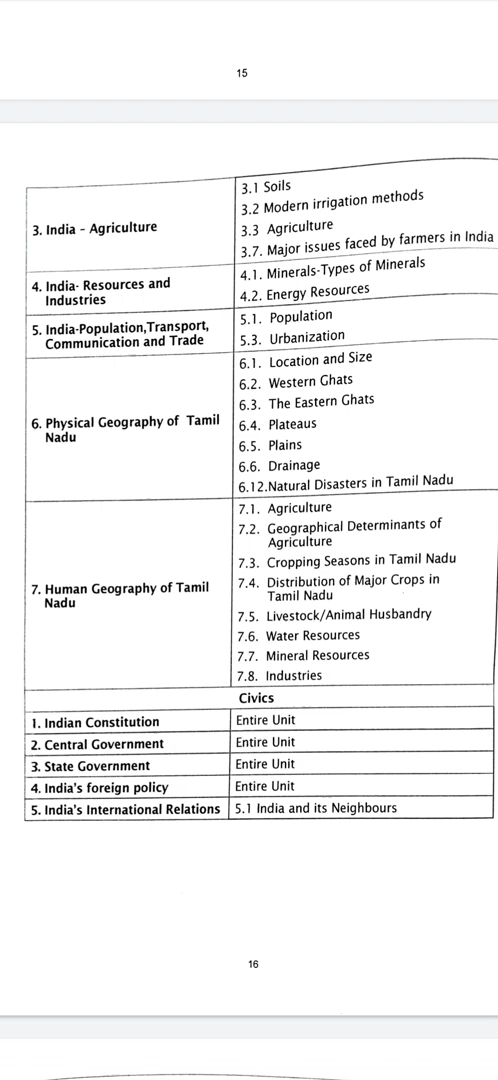 15
3. India - Agriculture
3.1 Soils
3.2 Modern irrigation methods
3.3 Agriculture
3.7. Major issues faced by farmers in India
4. India- Resources and
Industries
4.1. Minerals-Types of Minerals
4.2. Energy Resources
5. India-Population,Transport,
Communication and Trade
5.1. Population
5.3. Urbanization
6. Physical Geography of Tamil
Nadu
6.1. Location and Size
6.2. Western Ghats
6.3. The Eastern Ghats
6.4. Plateaus
6.5. Plains
6.6. Drainage
6.12.Natural Disasters in Tamil Nadu
7. Human Geography of Tamil
Nadu
7.1. Agriculture
7.2. Geographical Determinants of
Agriculture
7.3. Cropping Seasons in Tamil Nadu
7.4. Distribution of Major Crops in
Tamil Nadu
7.5. Livestock/Animal Husbandry
7.6. Water Resources
7.7. Mineral Resources
7.8. Industries
Civics
1. Indian Constitution
Entire Unit
2. Central Government
Entire Unit
3. State Government
Entire Unit
4. India's foreign policy
Entire Unit
5. India's International Relations
5.1 India and its Neighbours
16